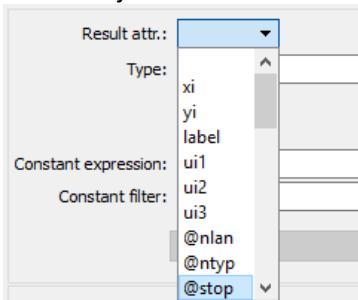 Result attr.:
Type:
xi
yi
label
Constant expression:
ui1
Constant filter:
ui2
ui3
@nlan
@ntyp
@stop